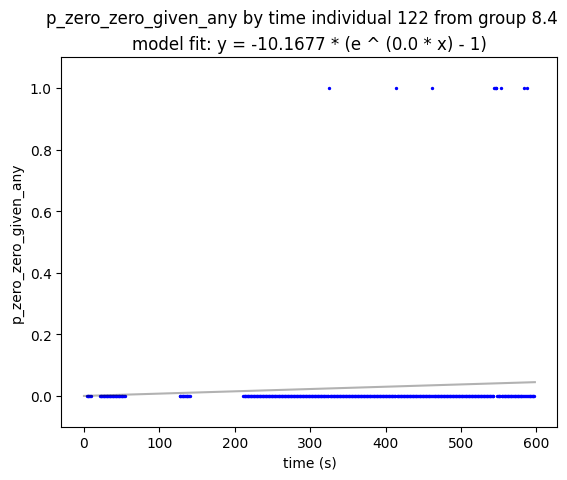 p_zero_zero_given_any by time individual 122 from group 8.4
model fit: y = -10.1677 * (e ^ (0.0 * x) - 1)
1.0
0.8
0.6
0.4
0.2
0.0
p_zero_zero_given_any
0 100 200 300 400 500 600
time (s)